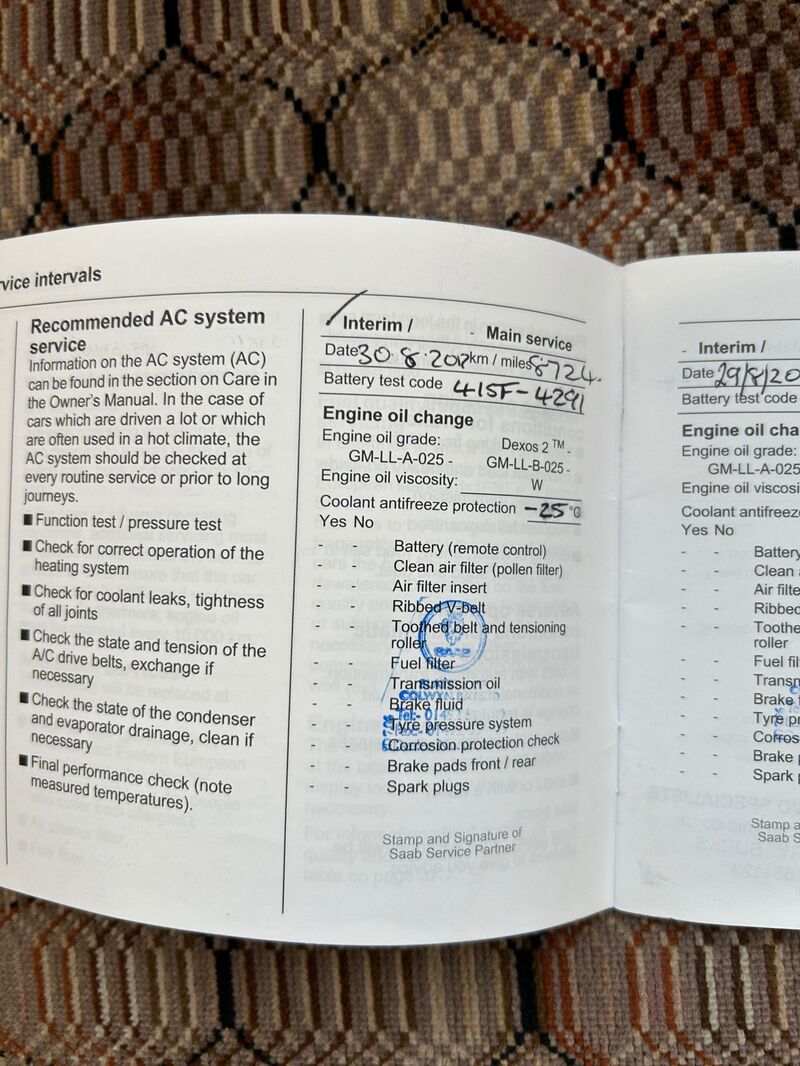 vice intervals
Recommended AC system
service
Information on the AC system (AC)
can be found in the section on Care in
the Owner's Manual. In the case of
cars which are driven a lot or which
are often used in a hot climate, the
AC system should be checked at
every routine service or prior to long
journeys.
■ Function test / pressure test
■ Check for correct operation of the
heating system
■ Check for coolant leaks, tightness
of all joints
■ Check the state and tension of the
A/C drive belts, exchange if
necessary
■ Check the state of the condenser
and evaporator drainage, clean if
necessary
■ Final performance check (note
measured temperatures).
Interim / Main service
Date 30.8. km / miles 8724.
Battery test code 415F-4291
Engine oil change
Engine oil grade: Dexos 2 ™ -
GM-LL-A-025 - GM-LL-B-025 -
Engine oil viscosity: W
Coolant antifreeze protection -25 °C
Yes No
- - Battery (remote control)
- - Clean air filter (pollen filter)
- - Air filter insert
- - Ribbed V-belt
- - Toothed belt and tensioning
roller
- - Fuel filter
- - Transmission oil
- - Brake fluid
- - Tyre pressure system
- - Corrosion protection check
- - Brake pads front / rear
- - Spark plugs
COLWYN
Tel:
Stamp and Signature of
Saab Service Partner
- Interim /
Date 29/8/20
Battery test code
Engine oil cha
Engine oil grade:
GM-LL-A-025
Engine oil viscosi
Coolant antifreeze
Yes No
- - Battery
- - Clean
- - Air filte
- - Ribbed
- - Toothe
roller
- - Fuel filt
- - Transm
- - Brake f
- - Tyre pr
- - Corros
- - Brake p
- - Spark p
Stamp a
Saab S